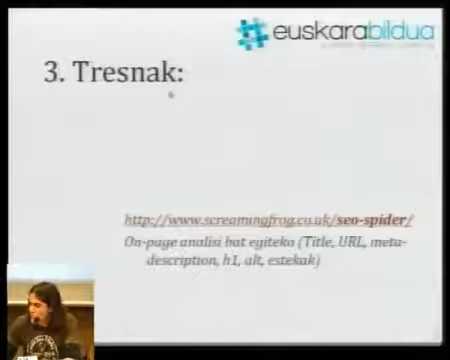 euskarabildua
3. Tresnak:
http://www.screamingfrog.co.uk/seo-spider/
On-page analisi bat egiteko (Title, URL, meta-
description, h1, alt, estekak)